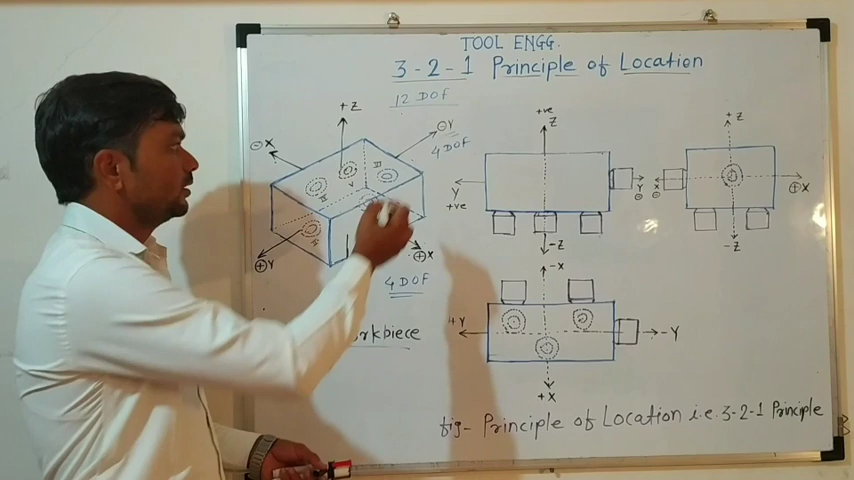 TOOL ENGG.
3-2-1 Principle of Location
12 DOF
+Z
⊖X
⊖Y
4 DOF
⊕Y
⊕X
4 DOF
+ve
Z
Y
+ve
Y
⊖
-Z
+Z
X
⊖
⊕X
-Z
-X
+Y
-Y
+X
rkpiece
fig- Principle of Location i.e. 3-2-1 Principle